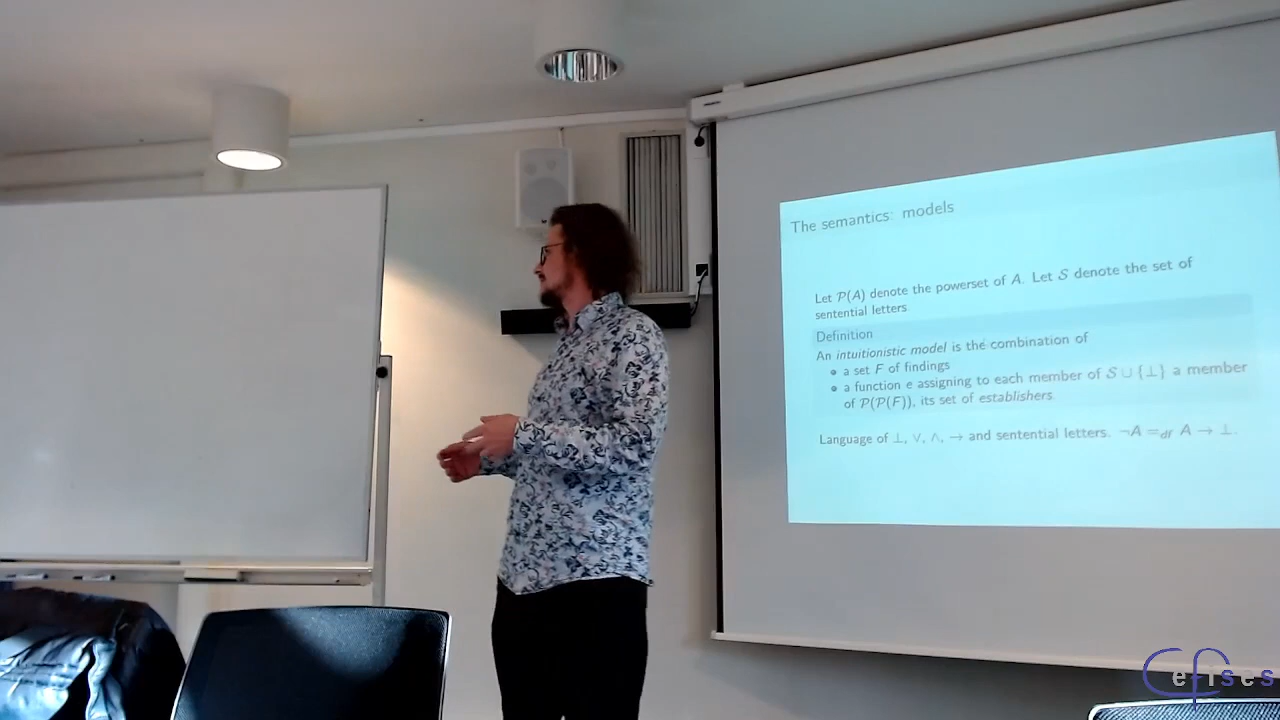 The semantics: models
Let 𝒫(A) denote the powerset of A. Let 𝒮 denote the set of
sentential letters
Definition
An intuitionistic model is the combination of
• a set F of findings
• a function e assigning to each member of 𝒮 ∪ {⊥} a member
of 𝒫(𝒫(F)), its set of establishers
Language of ⊥, ∨, ∧, → and sentential letters. ¬A =df A → ⊥.
Cefises